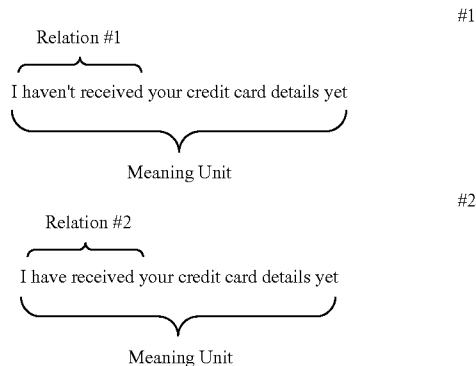 #1
Relation #1
I haven't received your credit card details yet
Meaning Unit
#2
Relation #2
I have received your credit card details yet
Meaning Unit